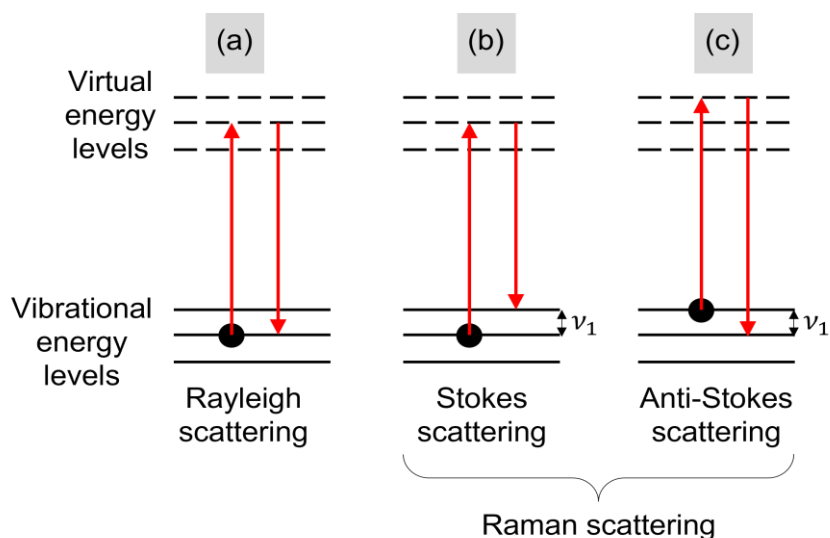 (a)
(b)
(c)
Virtual
energy
levels
Vibrational
energy
levels
ν₁
ν₁
Rayleigh
scattering
Stokes
scattering
Anti-Stokes
scattering
Raman scattering